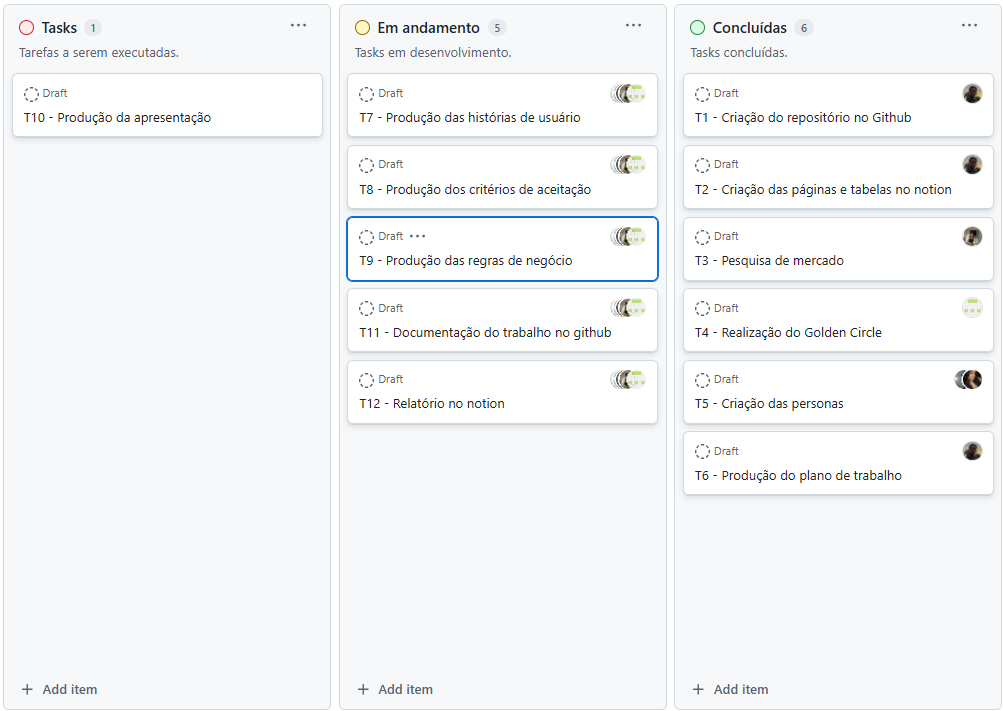 Tasks 1
Tarefas a serem executadas.
Draft
T10 - Produção da apresentação
+ Add item
Em andamento 5
Tasks em desenvolvimento.
Draft
T7 - Produção das histórias de usuário
Draft
T8 - Produção dos critérios de aceitação
Draft
T9 - Produção das regras de negócio
Draft
T11 - Documentação do trabalho no github
Draft
T12 - Relatório no notion
+ Add item
Concluídas 6
Tasks concluídas.
Draft
T1 - Criação do repositório no Github
Draft
T2 - Criação das páginas e tabelas no notion
Draft
T3 - Pesquisa de mercado
Draft
T4 - Realização do Golden Circle
Draft
T5 - Criação das personas
Draft
T6 - Produção do plano de trabalho
+ Add item